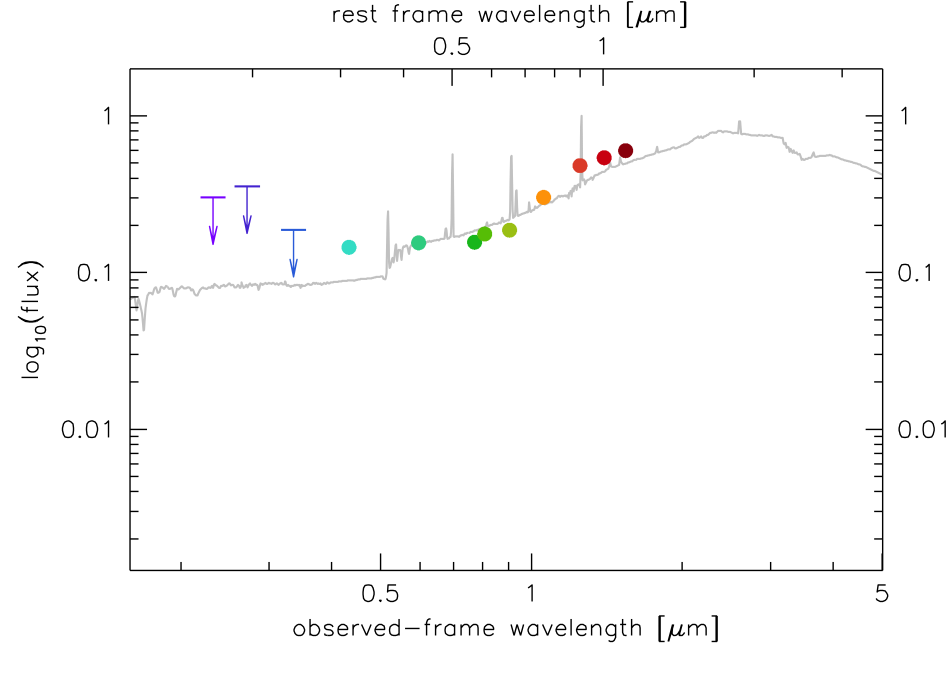 rest frame wavelength [μm]
0.5 1
1 1
0.1 0.1
0.01 0.01
log10(flux)
0.5 1 5
observed-frame wavelength [μm]